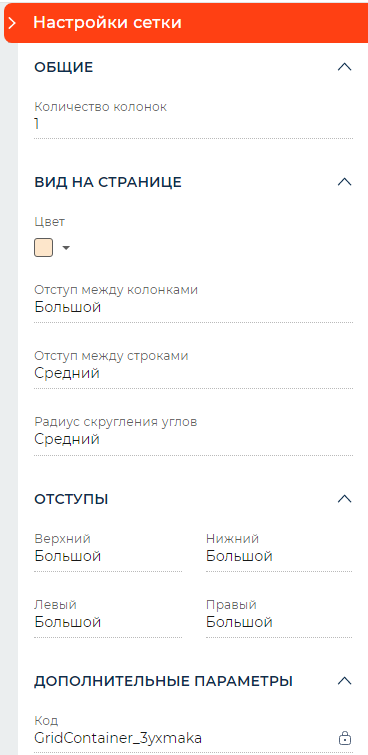 Настройки сетки
ОБЩИЕ
Количество колонок
1
ВИД НА СТРАНИЦЕ
Цвет
Отступ между колонками
Большой
Отступ между строками
Средний
Радиус скругления углов
Средний
ОТСТУПЫ
Верхний Нижний
Большой Большой
Левый Правый
Большой Большой
ДОПОЛНИТЕЛЬНЫЕ ПАРАМЕТРЫ
Код
GridContainer_3yxmaka